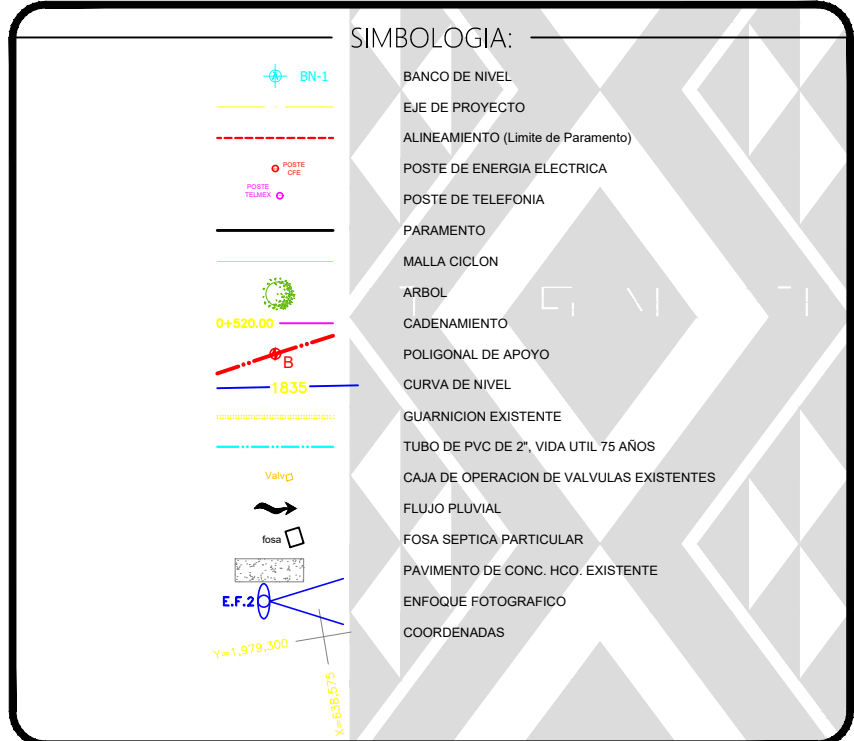 SIMBOLOGIA:
BN-1 BANCO DE NIVEL
EJE DE PROYECTO
ALINEAMIENTO (Limite de Paramento)
POSTE CFE POSTE DE ENERGIA ELECTRICA
POSTE TELMEX POSTE DE TELEFONIA
PARAMENTO
MALLA CICLON
ARBOL
0+520.00 CADENAMIENTO
B POLIGONAL DE APOYO
1835 CURVA DE NIVEL
GUARNICION EXISTENTE
TUBO DE PVC DE 2", VIDA UTIL 75 AÑOS
Valv CAJA DE OPERACION DE VALVULAS EXISTENTES
FLUJO PLUVIAL
fosa FOSA SEPTICA PARTICULAR
PAVIMENTO DE CONC. HCO. EXISTENTE
E.F.2 ENFOQUE FOTOGRAFICO
COORDENADAS
Y=1,978,300
X=638,575